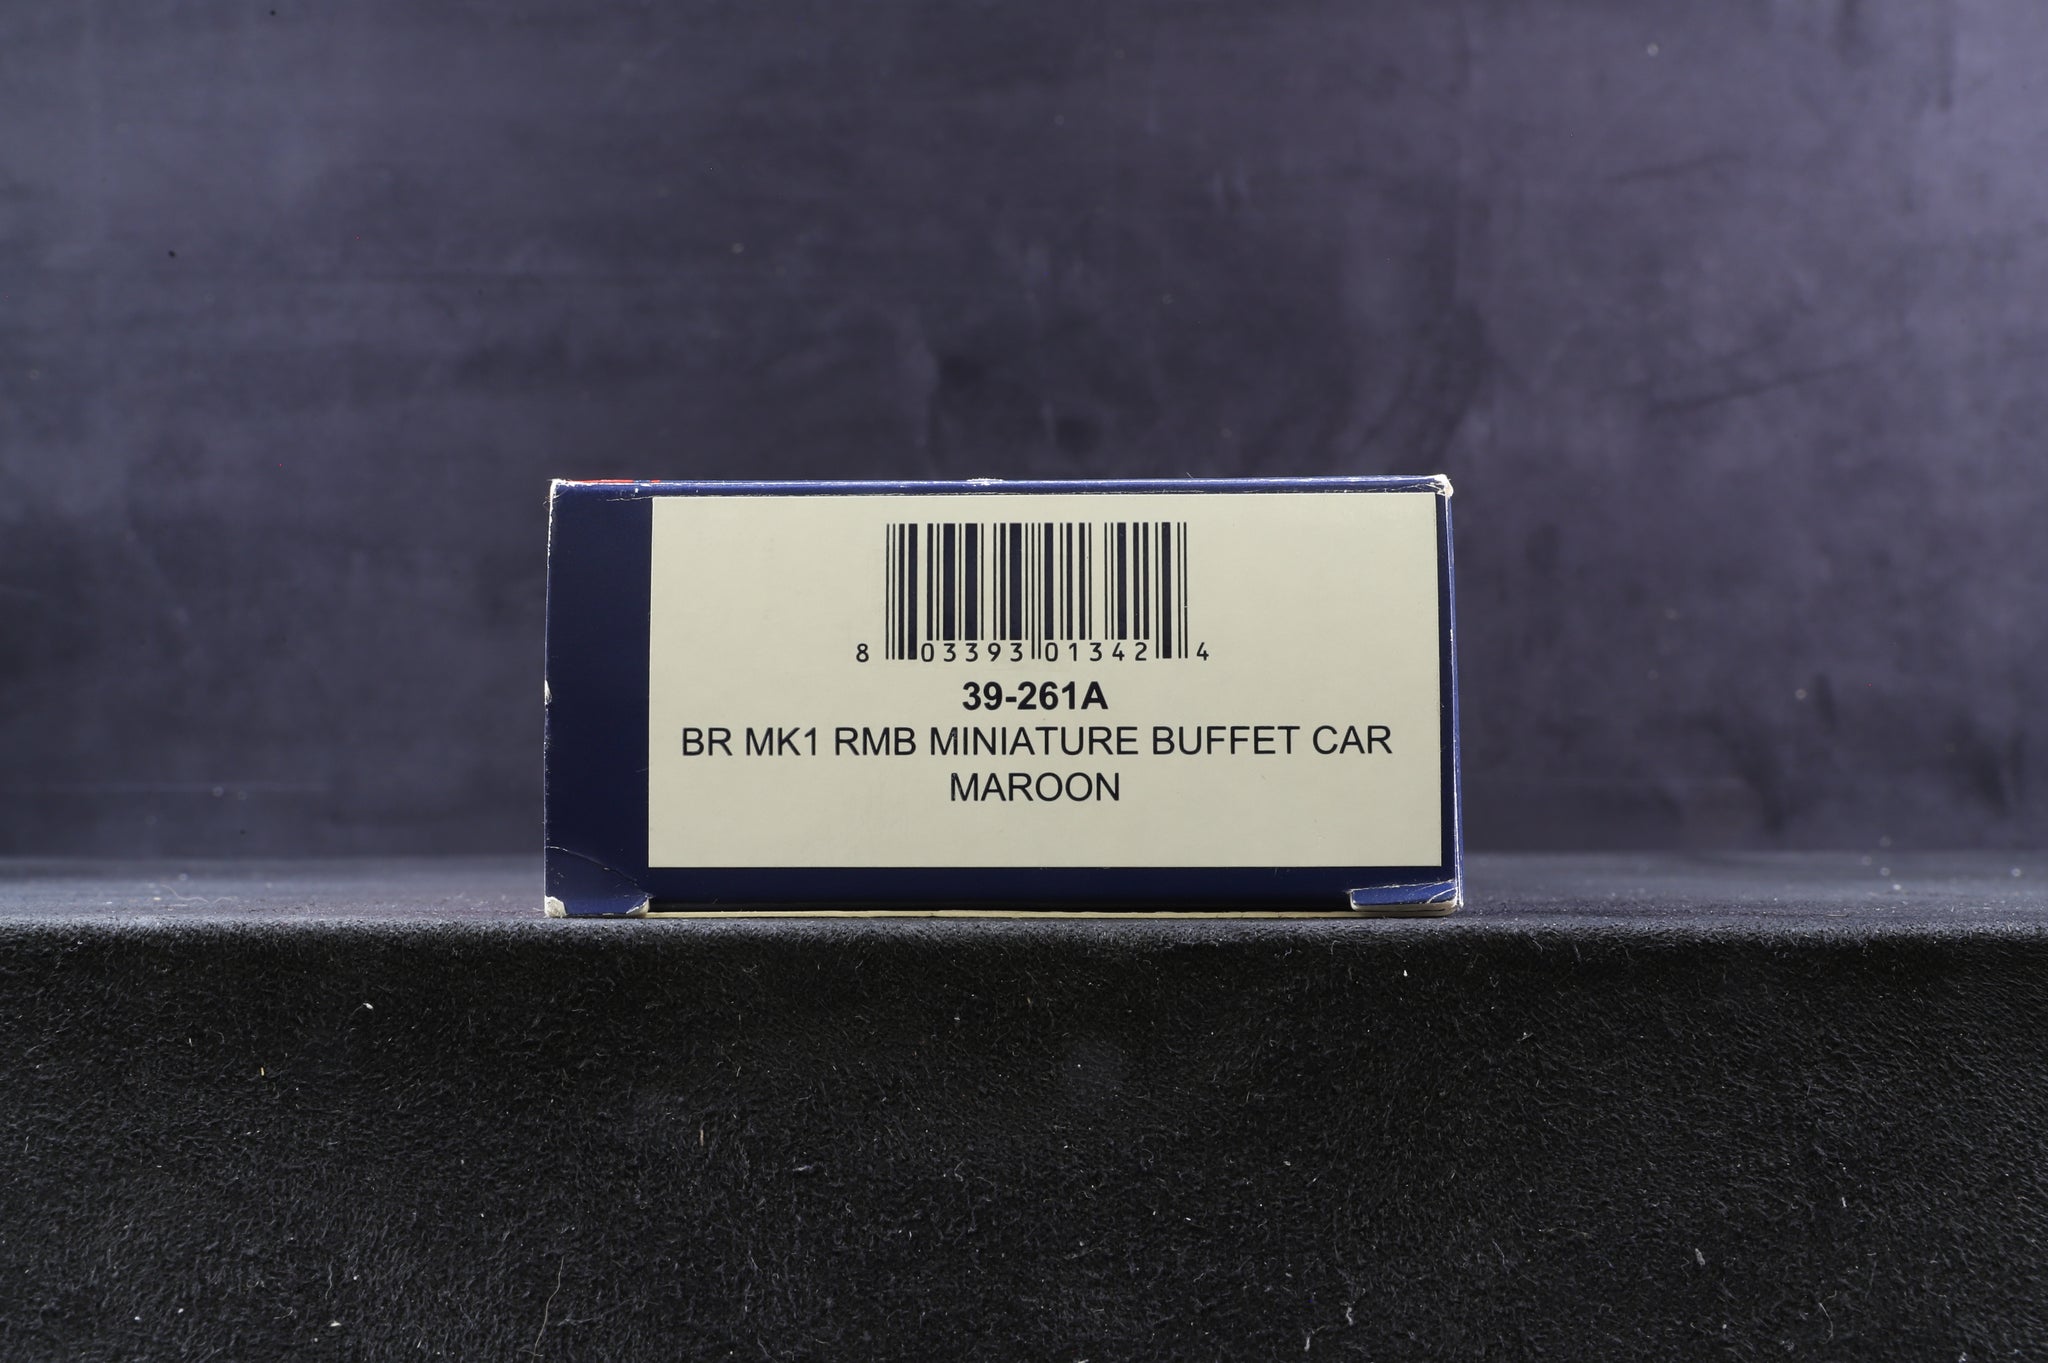 8 03393 01342 4
39-261A
BR MK1 RMB MINIATURE BUFFET CAR
MAROON